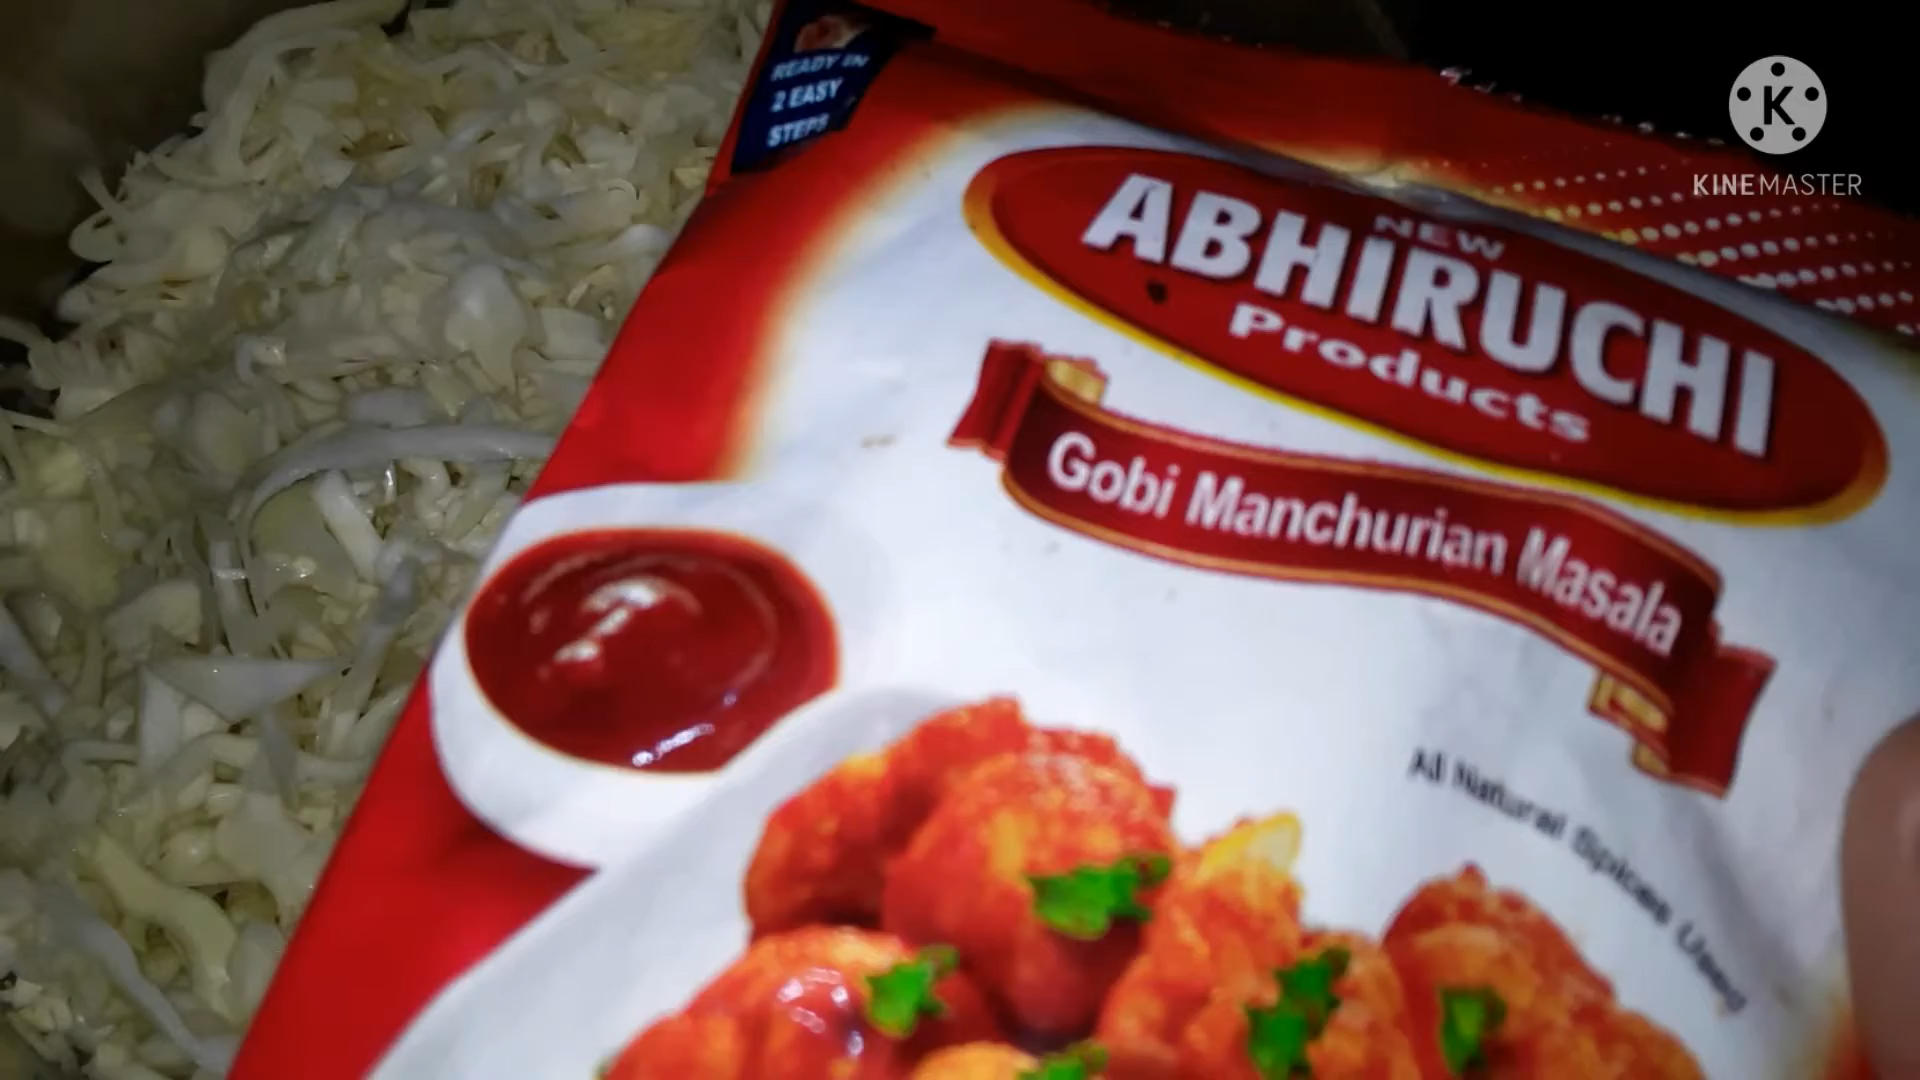 READY IN
2 EASY
STEPS
NEW
ABHIRUCHI
Products
Gobi Manchurian Masala
All Natural Spices Used
K
KINEMASTER